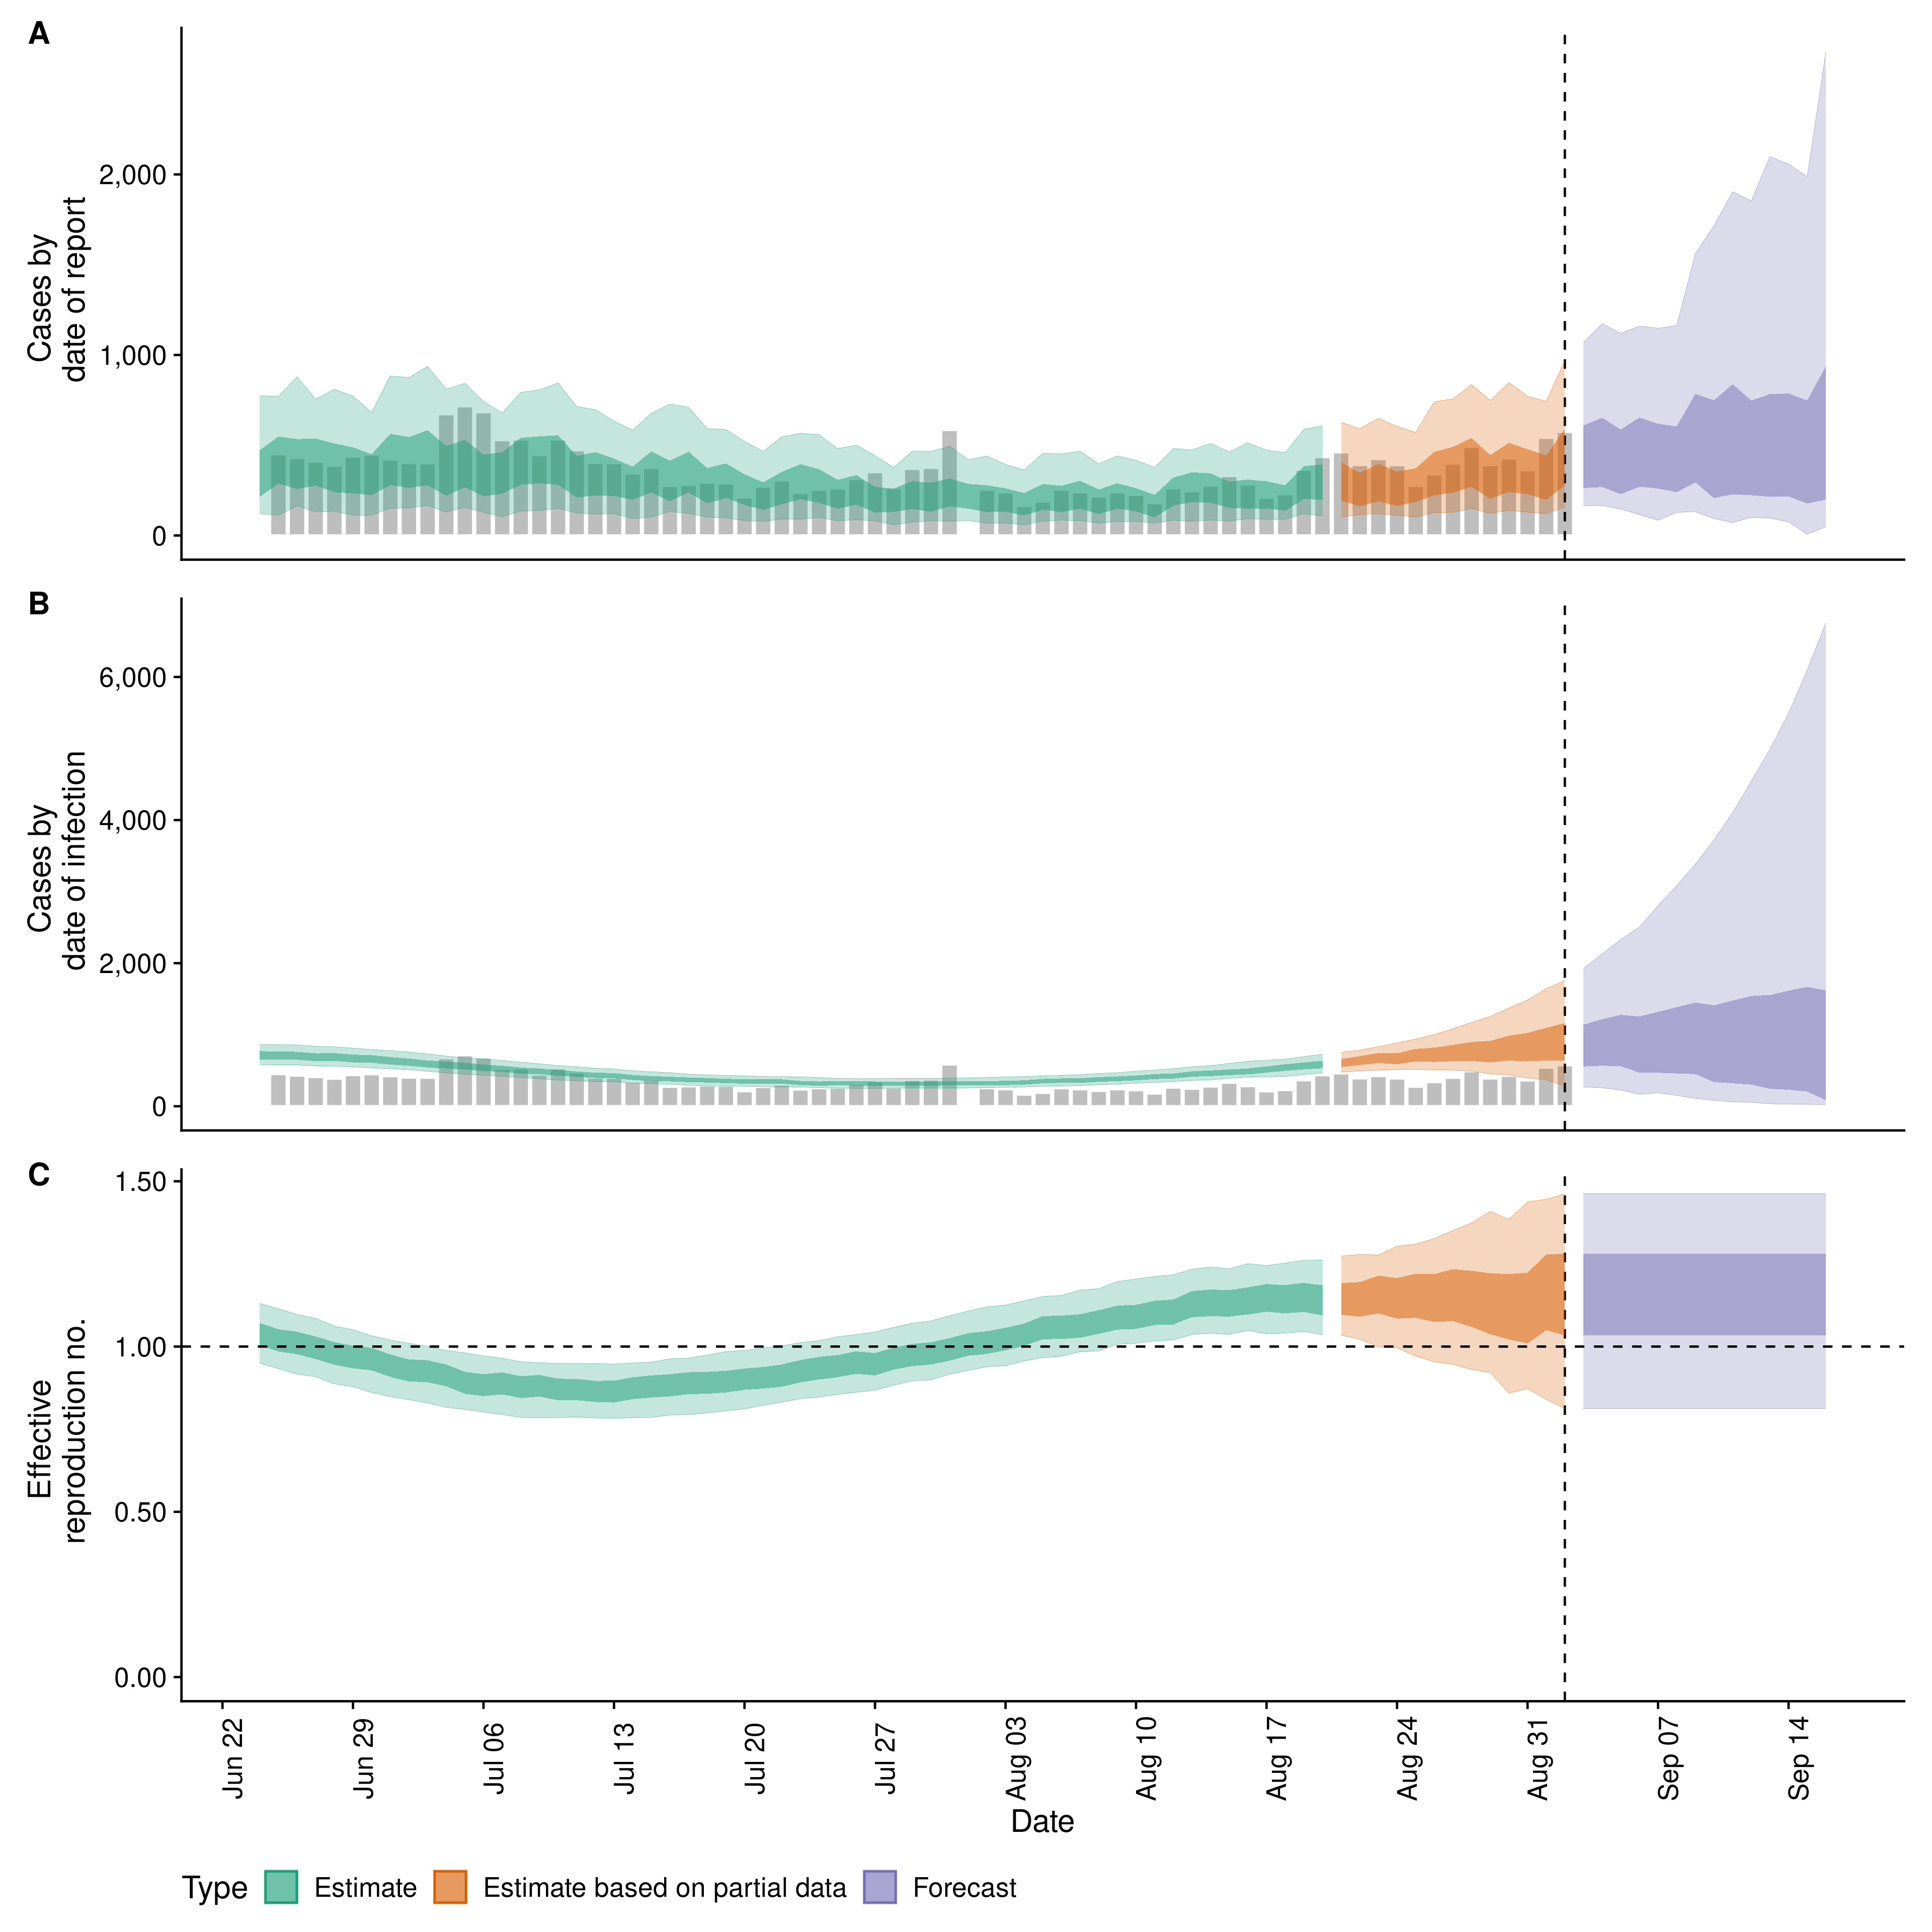 A
Cases by
date of report
2,000
1,000
0
B
Cases by
date of infection
6,000
4,000
2,000
0
C
Effective
reproduction no.
1.50
1.00
0.50
0.00
Jun 22
Jun 29
Jul 06
Jul 13
Jul 20
Jul 27
Aug 03
Aug 10
Aug 17
Aug 24
Aug 31
Sep 07
Sep 14
Date
Type Estimate Estimate based on partial data Forecast